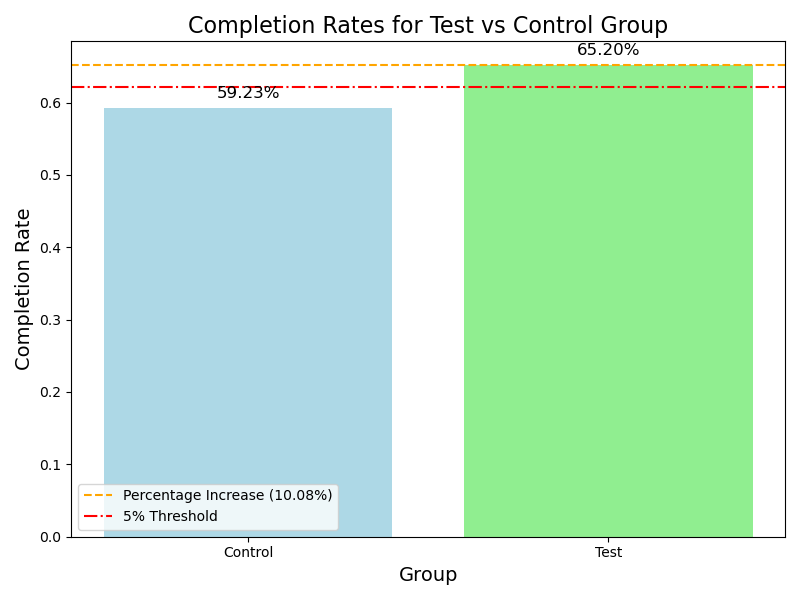 Completion Rates for Test vs Control Group
65.20%
59.23%
0.6
0.5
0.4
0.3
0.2
0.1
0.0
Completion Rate
Percentage Increase (10.08%)
5% Threshold
Control
Test
Group